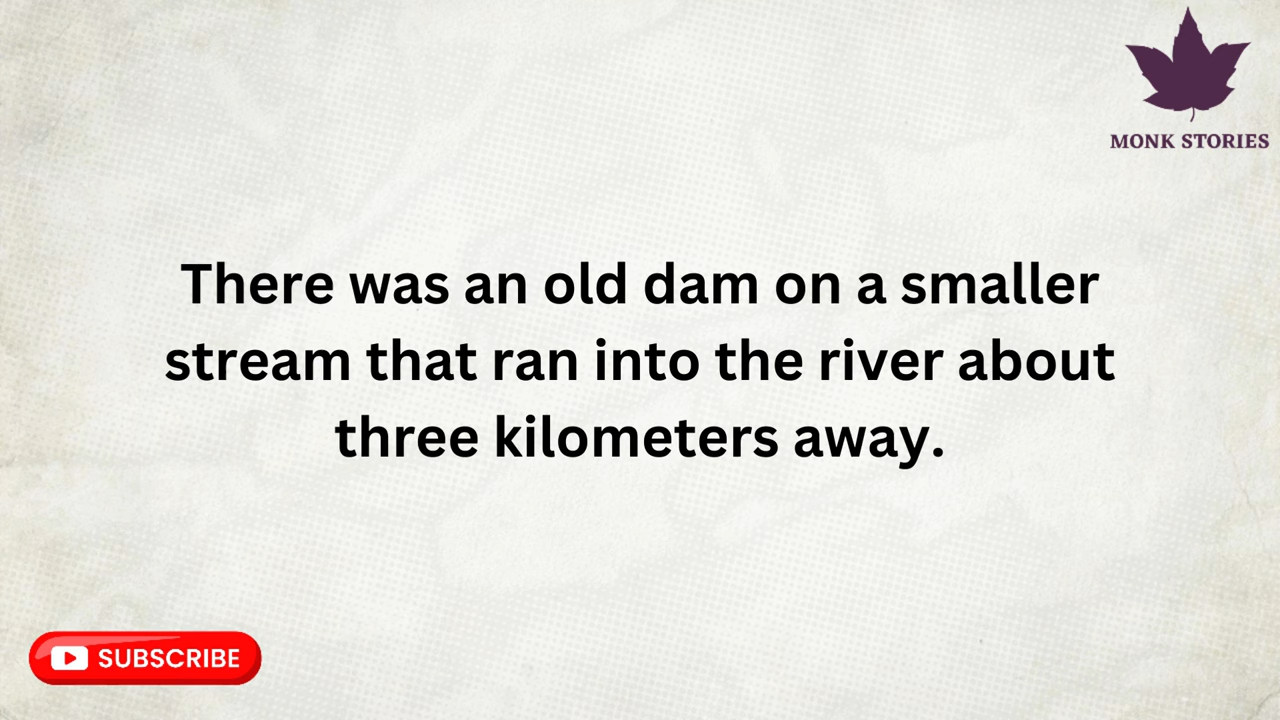 MONK STORIES
There was an old dam on a smaller
stream that ran into the river about
three kilometers away.
SUBSCRIBE